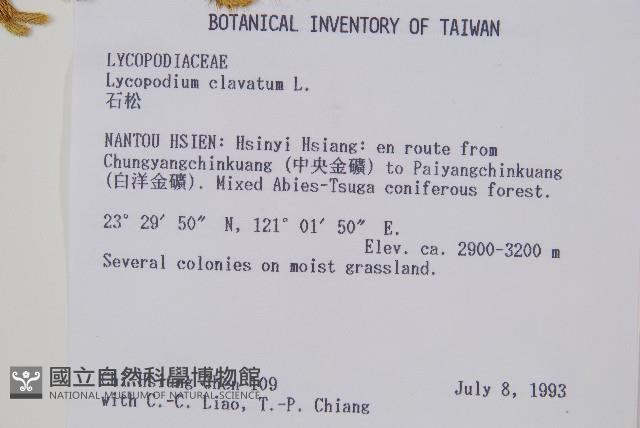 BOTANICAL INVENTORY OF TAIWAN
LYCOPODIACEAE
Lycopodium clavatum L.
石松
NANTOU HSIEN: Hsinyi Hsiang: en route from
Chungyangchinkuang (中央金礦) to Paiyangchinkuang
(白洋金礦). Mixed Abies-Tsuga coniferous forest.
23° 29′ 50″ N, 121° 01′ 50″ E.
Elev. ca. 2900-3200 m
Several colonies on moist grassland.
國立自然科學博物館
109
NATIONAL MUSEUM OF NATURAL SCIENCE
July 8, 1993
with C.-C. Liao, T.-P. Chiang